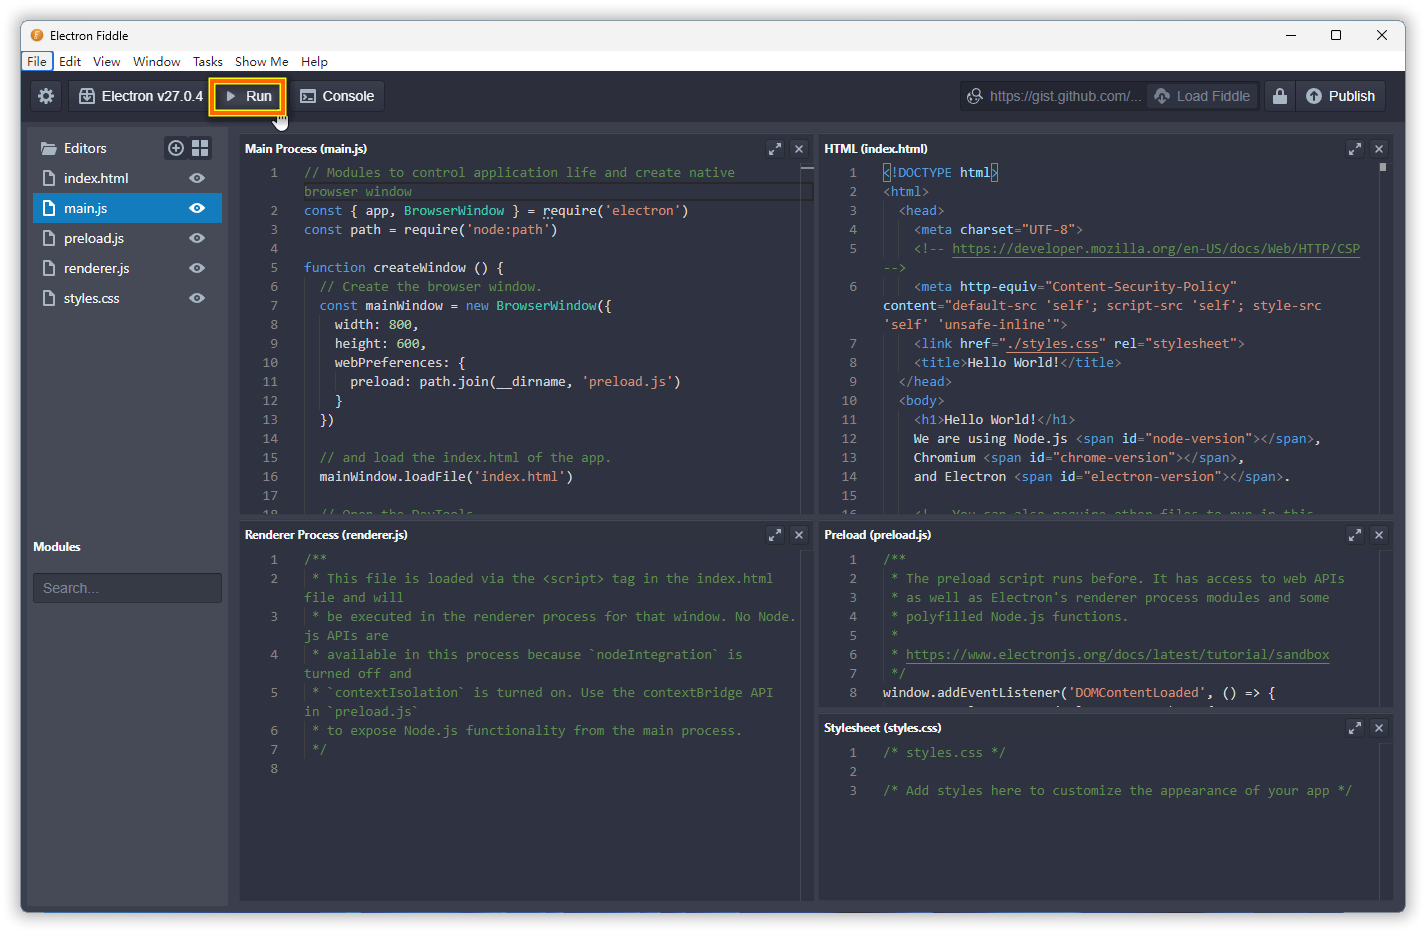 Electron Fiddle
File Edit View Window Tasks Show Me Help
Electron v27.0.4 Run Console https://gist.github.com/... Load Fiddle Publish
Editors
index.html
main.js
preload.js
renderer.js
styles.css
Modules
Search...
Main Process (main.js)
1 // Modules to control application life and create native
browser window
2 const { app, BrowserWindow } = require('electron')
3 const path = require('node:path')
4
5 function createWindow () {
6 // Create the browser window.
7 const mainWindow = new BrowserWindow({
8 width: 800,
9 height: 600,
10 webPreferences: {
11 preload: path.join(__dirname, 'preload.js')
12 }
13 })
14
15 // and load the index.html of the app.
16 mainWindow.loadFile('index.html')
17
18 // Open the DevTools
HTML (index.html)
1 <!DOCTYPE html>
2 <html>
3 <head>
4 <meta charset="UTF-8">
5 <!-- https://developer.mozilla.org/en-US/docs/Web/HTTP/CSP
-->
6 <meta http-equiv="Content-Security-Policy"
content="default-src 'self'; script-src 'self'; style-src
'self' 'unsafe-inline'">
7 <link href="./styles.css" rel="stylesheet">
8 <title>Hello World!</title>
9 </head>
10 <body>
11 <h1>Hello World!</h1>
12 We are using Node.js <span id="node-version"></span>,
13 Chromium <span id="chrome-version"></span>,
14 and Electron <span id="electron-version"></span>.
15
16 <!-- You can also require other files to run in this
Renderer Process (renderer.js)
1 /**
2 * This file is loaded via the <script> tag in the index.html
file and will
3 * be executed in the renderer process for that window. No Node.
js APIs are
4 * available in this process because `nodeIntegration` is
turned off and
5 * `contextIsolation` is turned on. Use the contextBridge API
in `preload.js`
6 * to expose Node.js functionality from the main process.
7 */
8
Preload (preload.js)
1 /**
2 * The preload script runs before. It has access to web APIs
3 * as well as Electron's renderer process modules and some
4 * polyfilled Node.js functions.
5 *
6 * https://www.electronjs.org/docs/latest/tutorial/sandbox
7 */
8 window.addEventListener('DOMContentLoaded', () => {
Stylesheet (styles.css)
1 /* styles.css */
2
3 /* Add styles here to customize the appearance of your app */